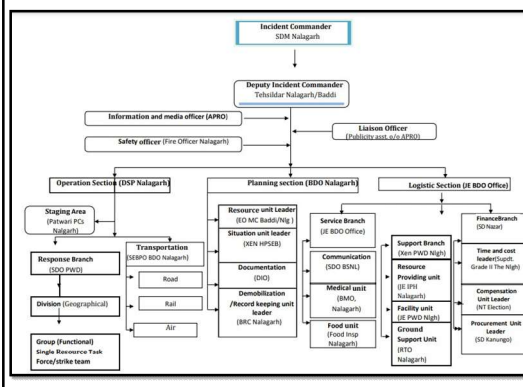 Incident Commander
SDM Nalagarh
Deputy Incident Commander
Tehsildar Nalagarh/Baddi
Information and media officer (APRO)
Liaison Officer
(Publicity asst. o/o APRO)
Safety officer (Fire Officer Nalagarh)
Operation Section (DSP Nalagarh)
Planning section (BDO Nalagarh)
Logistic Section (JE BDO Office)
Staging Area
(Patwari PCs
Nalgarh)
Response Branch
(SDO PWD)
Division (Geographical)
Group (Functional)
Single Resource Task
Force/strike team
Transportation
(SEBPO BDO Nalagarh)
Road
Rail
Air
Resource unit leader
(EO MC Baddi/Nlg )
Situation unit leader
(XEN HPSEB)
Documentation
(DIO)
Demobilization
/Record keeping unit
leader
(BRC Nalagarh)
Service Branch
(JE BDO Office)
Communication
(SDO BSNL)
Medical unit
(BMO,
Nalagarh)
Food unit
(Food Insp
Nalagarh)
Support Branch
(Xen PWD Nlgh)
Resource
Providing unit
(JE IPH
Nalagarh)
Facility unit
(JE PWD Nlgh)
Ground
Support Unit
(RTO
Nalagarh)
FinanceBranch
(SD Nazar)
Time and cost
leader(Supdt.
Grade II The Nlgh)
Compensation
Unit Leader
(NT Election)
Procurement Unit
Leader
(SD Kanungo)